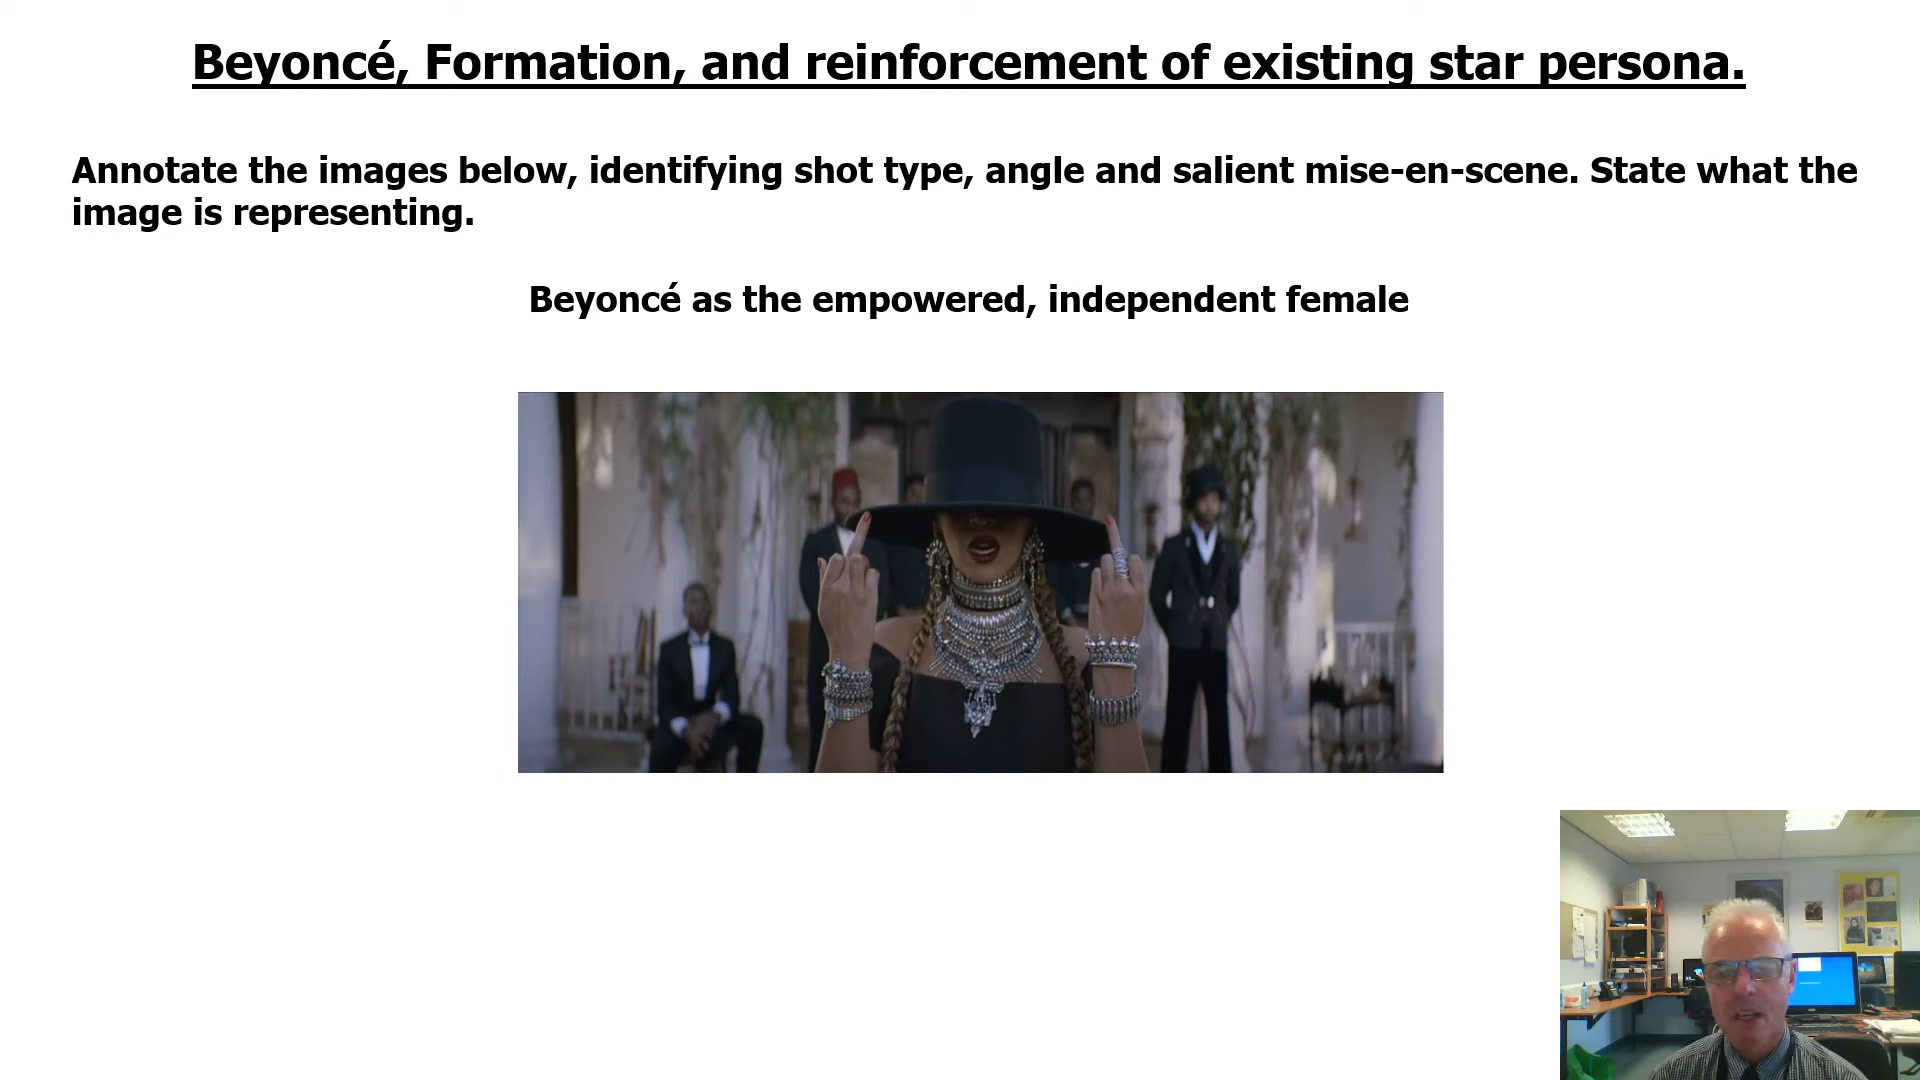 Beyoncé, Formation, and reinforcement of existing star persona.
Annotate the images below, identifying shot type, angle and salient mise-en-scene. State what the
image is representing.
Beyoncé as the empowered, independent female